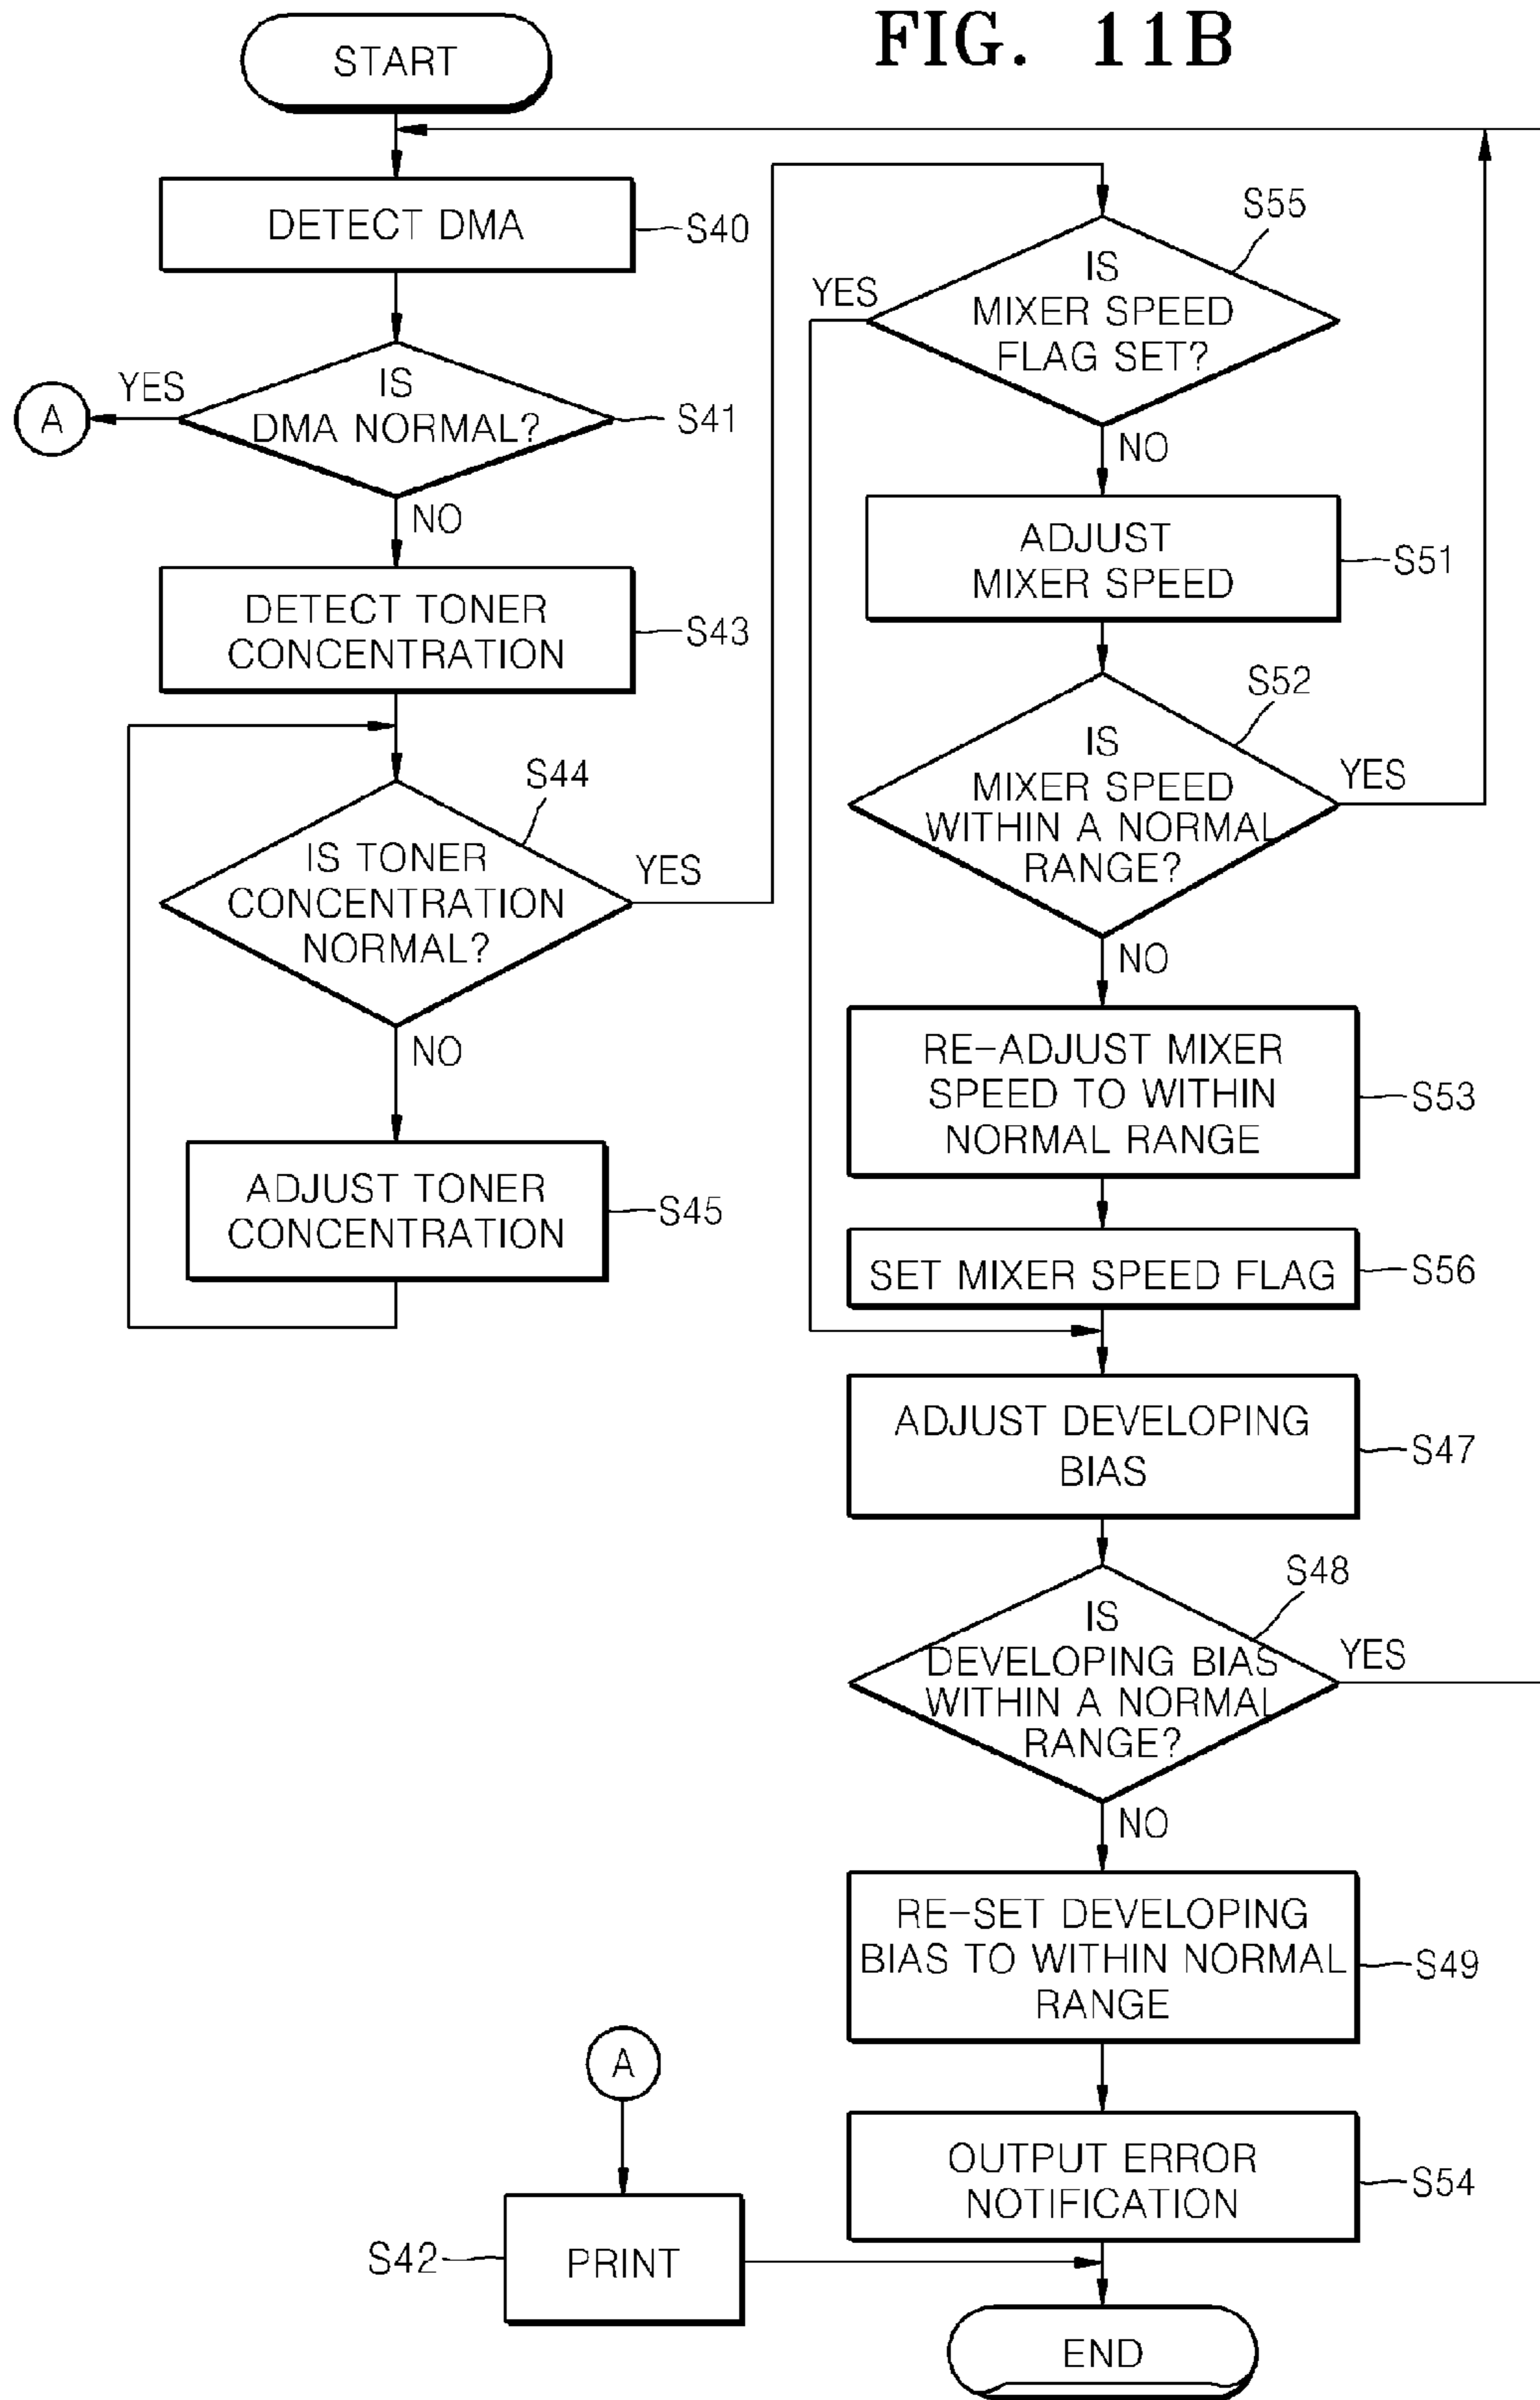 FIG. 11B
START
DETECT DMA
S40
IS
DMA NORMAL?
S41
YES
A
NO
DETECT TONER
CONCENTRATION
S43
S44
IS TONER
CONCENTRATION
NORMAL?
YES
NO
ADJUST TONER
CONCENTRATION
S45
S55
IS
MIXER SPEED
FLAG SET?
YES
NO
ADJUST
MIXER SPEED
S51
S52
IS
MIXER SPEED
WITHIN A NORMAL
RANGE?
YES
NO
RE-ADJUST MIXER
SPEED TO WITHIN
NORMAL RANGE
S53
SET MIXER SPEED FLAG
S56
ADJUST DEVELOPING
BIAS
S47
S48
IS
DEVELOPING BIAS
WITHIN A NORMAL
RANGE?
YES
NO
RE-SET DEVELOPING
BIAS TO WITHIN NORMAL
RANGE
S49
OUTPUT ERROR
NOTIFICATION
S54
A
S42
PRINT
END